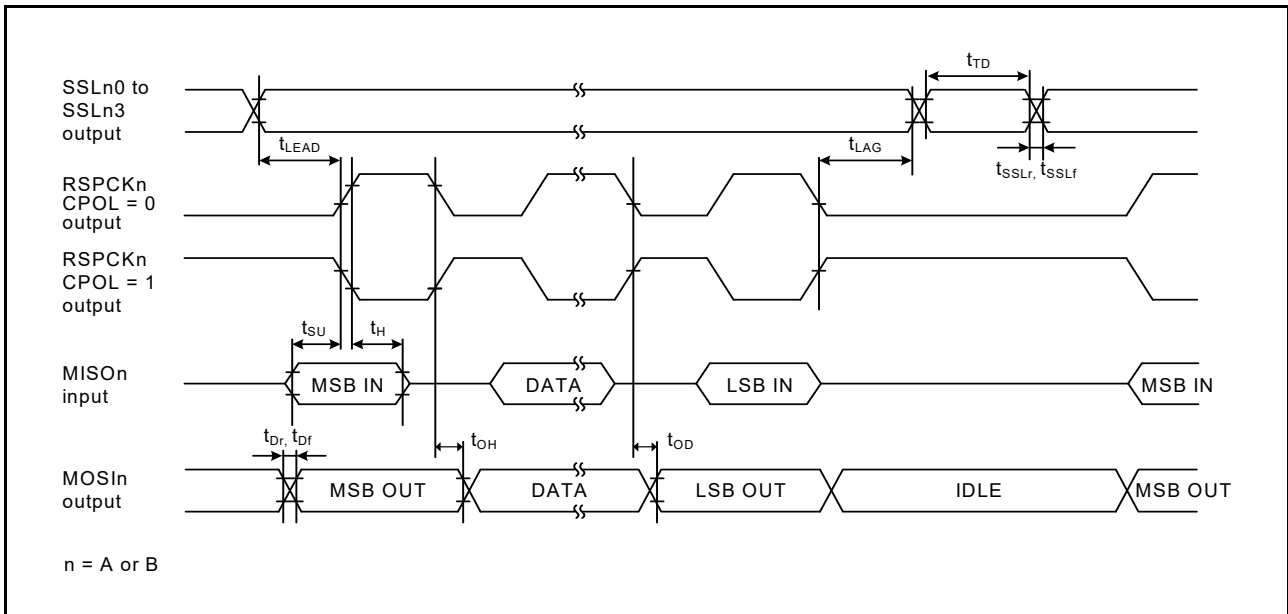 SSLn0 to
SSLn3
output
tTD
tLEAD
tLAG
tSSLr, tSSLf
RSPCKn
CPOL = 0
output
RSPCKn
CPOL = 1
output
tSU
tH
MISOn
input
MSB IN
DATA
LSB IN
MSB IN
tDr, tDf
tOH
tOD
MOSIn
output
MSB OUT
DATA
LSB OUT
IDLE
MSB OUT
n = A or B